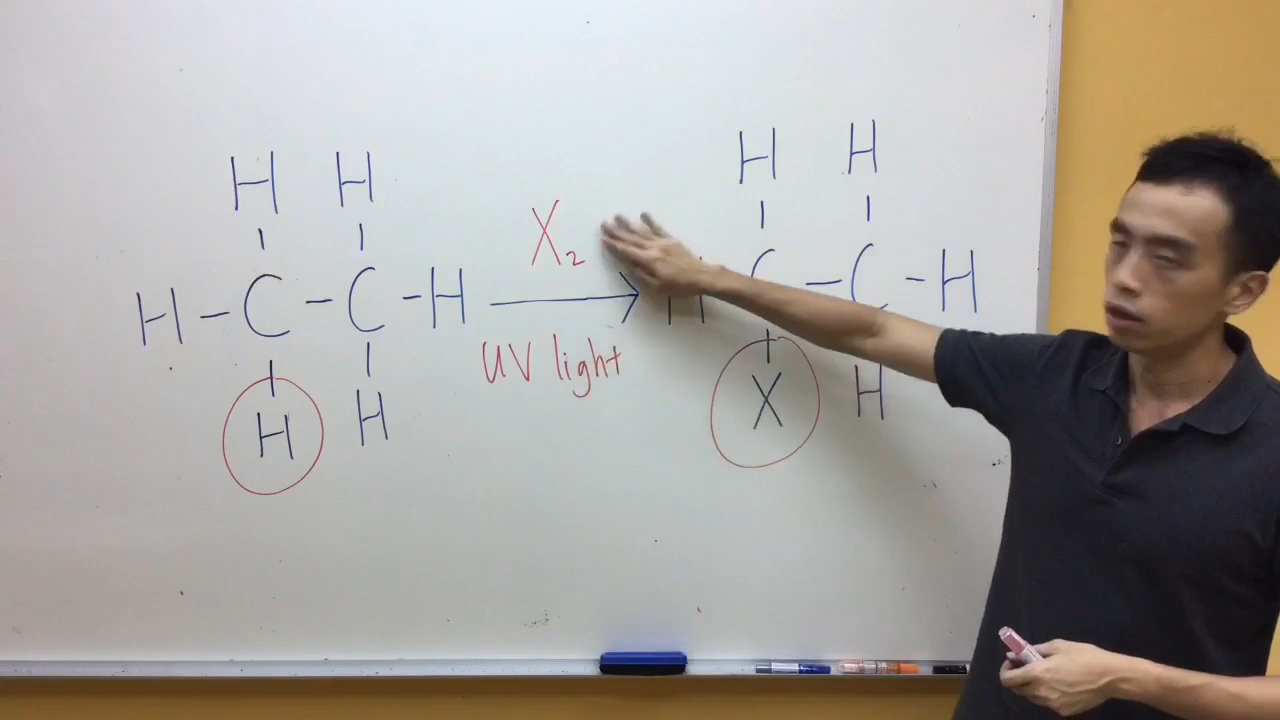 H H
H - C - C - H
H H
X₂
UV light
H H
H C - C - H
X H